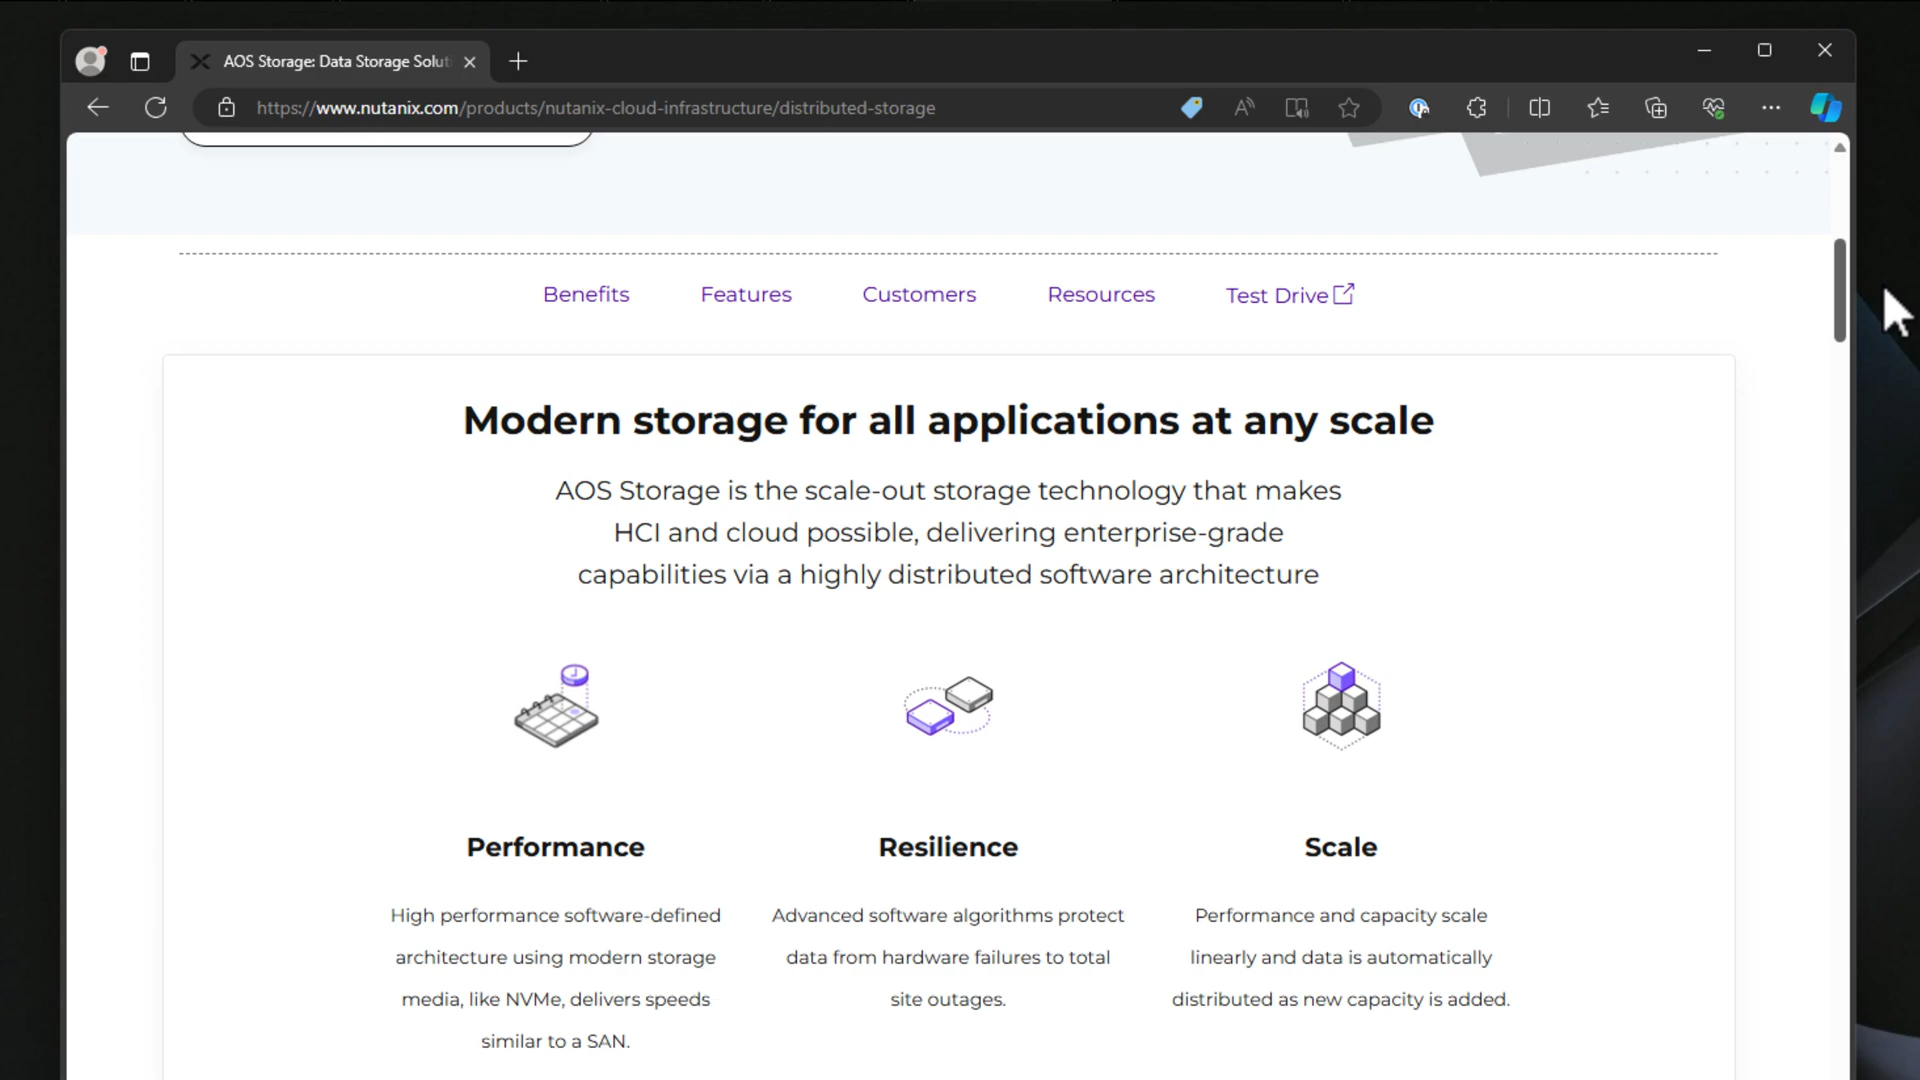 AOS Storage: Data Storage Solut
https://www.nutanix.com/products/nutanix-cloud-infrastructure/distributed-storage
Benefits Features Customers Resources Test Drive
Modern storage for all applications at any scale
AOS Storage is the scale-out storage technology that makes
HCI and cloud possible, delivering enterprise-grade
capabilities via a highly distributed software architecture
Performance
High performance software-defined
architecture using modern storage
media, like NVMe, delivers speeds
similar to a SAN.
Resilience
Advanced software algorithms protect
data from hardware failures to total
site outages.
Scale
Performance and capacity scale
linearly and data is automatically
distributed as new capacity is added.